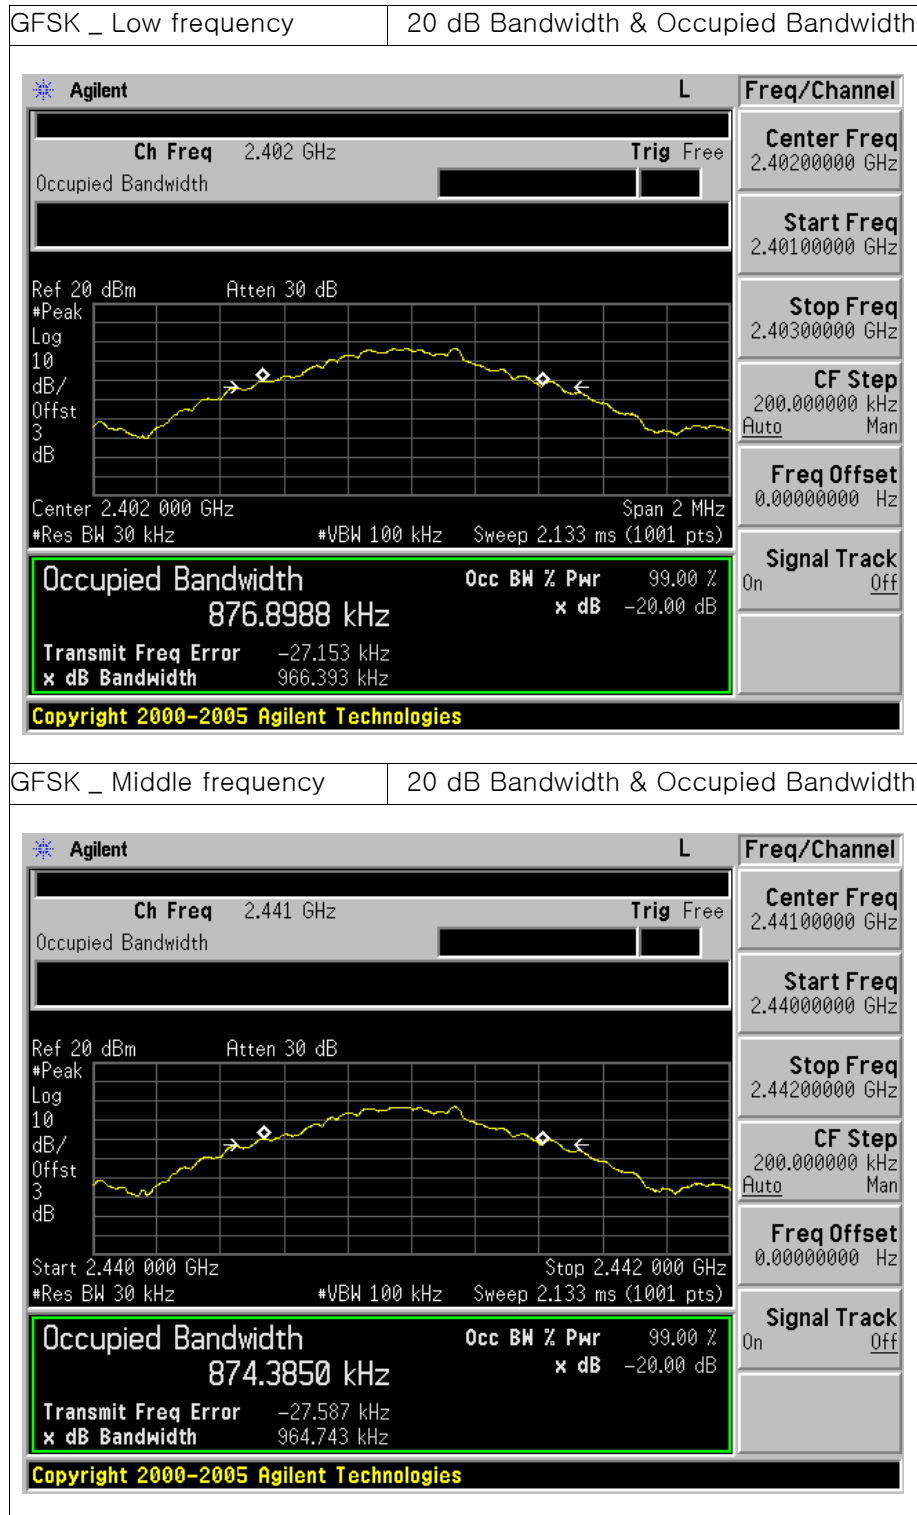 GFSK _ Low frequency 20 dB Bandwidth & Occupied Bandwidth
Agilent L Freq/Channel
Ch Freq 2.402 GHz Trig Free
Occupied Bandwidth
Center Freq
2.40200000 GHz
Start Freq
2.40100000 GHz
Stop Freq
2.40300000 GHz
CF Step
200.000000 kHz
Auto Man
Freq Offset
0.00000000 Hz
Signal Track
On Off
Ref 20 dBm Atten 30 dB
#Peak
Log
10
dB/
Offst
3
dB
Center 2.402 000 GHz Span 2 MHz
#Res BW 30 kHz #VBW 100 kHz Sweep 2.133 ms (1001 pts)
Occupied Bandwidth Occ BW % Pwr 99.00 %
876.8988 kHz x dB -20.00 dB
Transmit Freq Error -27.153 kHz
x dB Bandwidth 966.393 kHz
Copyright 2000-2005 Agilent Technologies
GFSK _ Middle frequency 20 dB Bandwidth & Occupied Bandwidth
Agilent L Freq/Channel
Ch Freq 2.441 GHz Trig Free
Occupied Bandwidth
Center Freq
2.44100000 GHz
Start Freq
2.44000000 GHz
Stop Freq
2.44200000 GHz
CF Step
200.000000 kHz
Auto Man
Freq Offset
0.00000000 Hz
Signal Track
On Off
Ref 20 dBm Atten 30 dB
#Peak
Log
10
dB/
Offst
3
dB
Start 2.440 000 GHz Stop 2.442 000 GHz
#Res BW 30 kHz #VBW 100 kHz Sweep 2.133 ms (1001 pts)
Occupied Bandwidth Occ BW % Pwr 99.00 %
874.3850 kHz x dB -20.00 dB
Transmit Freq Error -27.587 kHz
x dB Bandwidth 964.743 kHz
Copyright 2000-2005 Agilent Technologies